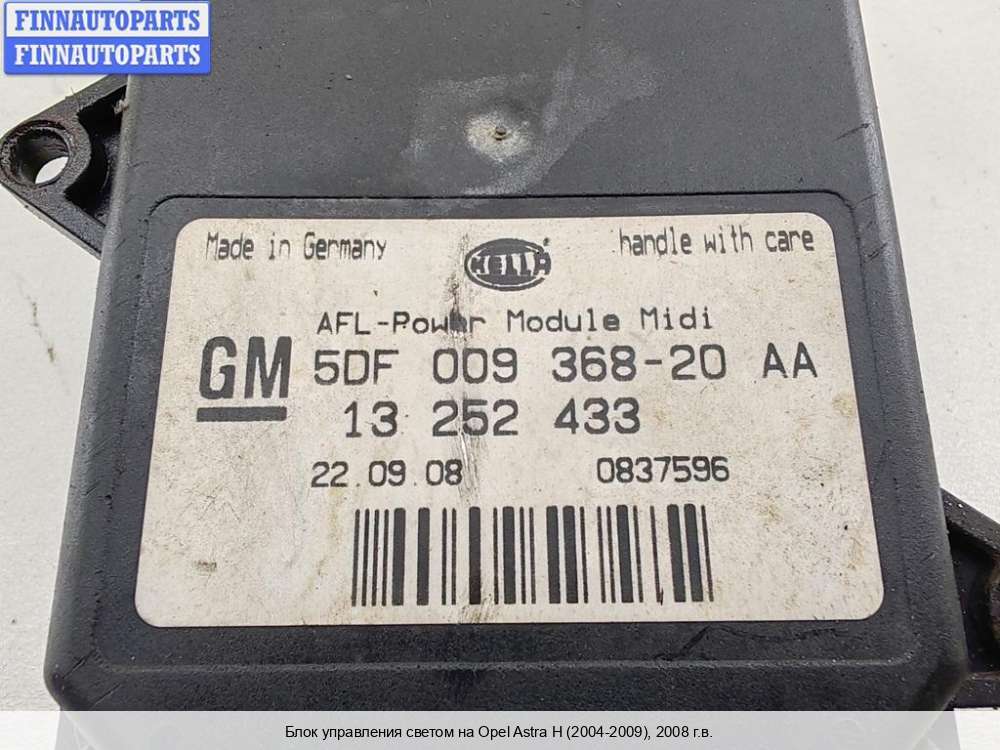 FINNAUTOPARTS
FINNAUTOPARTS
Made in Germany
HELLA
handle with care
AFL-Power Module Midi
GM
5DF 009 368-20 AA
13 252 433
22.09.08 0837596
Блок управления светом на Opel Astra H (2004-2009), 2008 г.в.